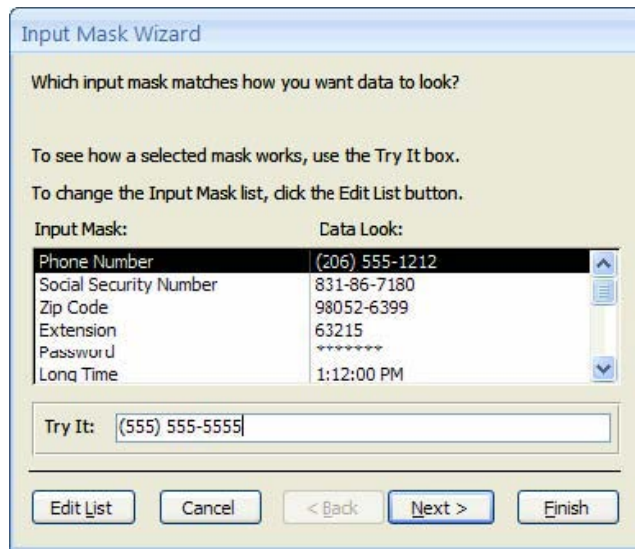 Input Mask Wizard
Which input mask matches how you want data to look?
To see how a selected mask works, use the Try It box.
To change the Input Mask list, click the Edit List button.
Input Mask: Data Look:
Phone Number (206) 555-1212
Social Security Number 831-86-7180
Zip Code 98052-6399
Extension 63215
Password *******
Long Time 1:12:00 PM
Try It: (555) 555-5555
Edit List Cancel < Back Next > Finish